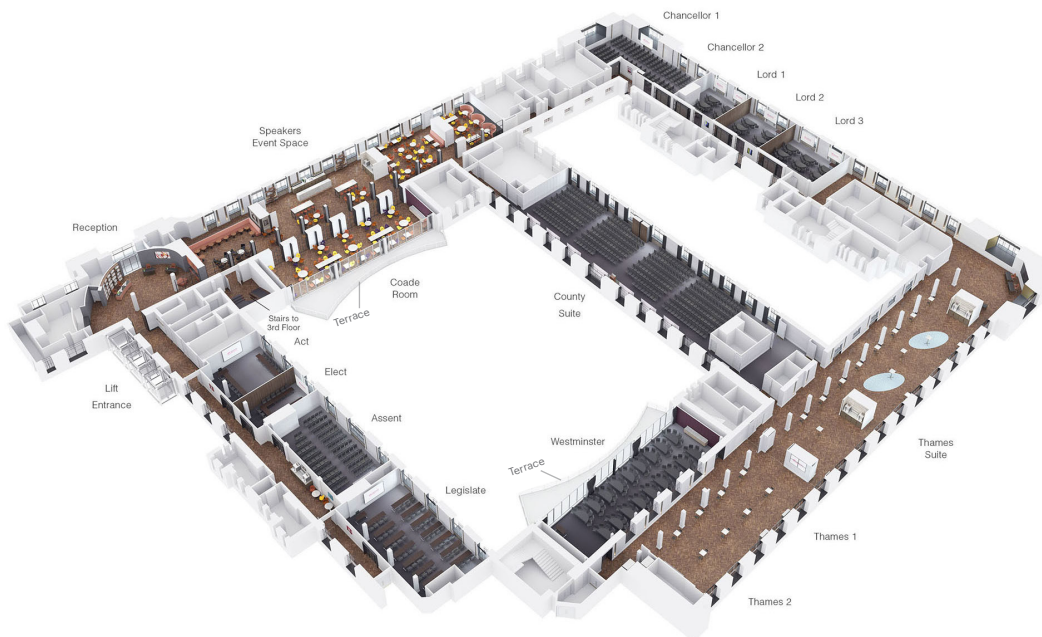 Chancellor 1
Chancellor 2
Lord 1
Lord 2
Lord 3
Speakers
Event Space
Reception
Coade
Room
Terrace
County
Suite
Stairs to
3rd Floor
Act
Elect
Lift
Entrance
Assent
Westminster
Terrace
Legislate
Thames
Suite
Thames 1
Thames 2